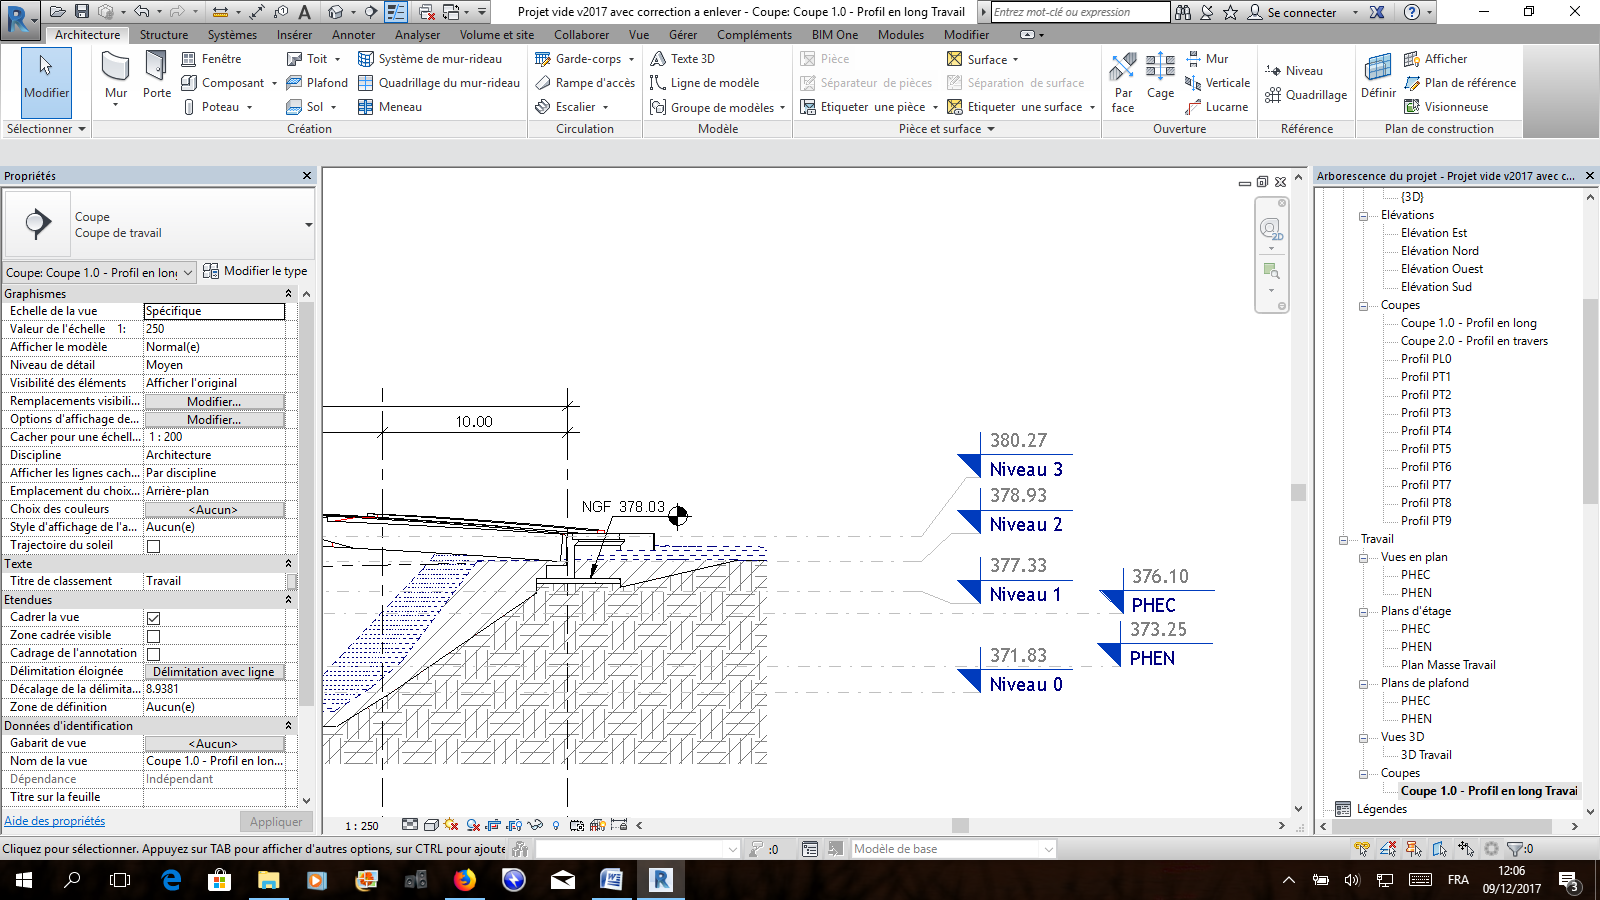 Projet vide v2017 avec correction a enlever - Coupe: Coupe 1.0 - Profil en long Travail
Entrez mot-clé ou expression
Se connecter
Architecture Structure Systèmes Insérer Annoter Analyser Volume et site Collaborer Vue Gérer Compléments BIM One Modules Modifier
Modifier
Sélectionner
Mur
Porte
Fenêtre
Composant
Poteau
Toit
Plafond
Sol
Système de mur-rideau
Quadrillage du mur-rideau
Meneau
Création
Garde-corps
Rampe d'accès
Escalier
Circulation
Texte 3D
Ligne de modèle
Groupe de modèles
Modèle
Pièce
Séparateur de pièces
Etiqueter une pièce
Surface
Séparation de surface
Etiqueter une surface
Pièce et surface
Par face
Cage
Mur
Verticale
Lucarne
Ouverture
Niveau
Quadrillage
Référence
Définir
Afficher
Plan de référence
Visionneuse
Plan de construction
Propriétés
Coupe
Coupe de travail
Coupe: Coupe 1.0 - Profil en long
Modifier le type
Graphismes
Echelle de la vue Spécifique
Valeur de l'échelle 1: 250
Afficher le modèle Normal(e)
Niveau de détail Moyen
Visibilité des éléments Afficher l'original
Remplacements visibili... Modifier...
Options d'affichage de... Modifier...
Cacher pour une échell... 1 : 200
Discipline Architecture
Afficher les lignes cach... Par discipline
Emplacement du choix... Arrière-plan
Choix des couleurs <Aucun>
Style d'affichage de l'a... Aucun(e)
Trajectoire du soleil
Texte
Titre de classement Travail
Etendues
Cadrer la vue
Zone cadrée visible
Cadrage de l'annotation
Délimitation éloignée Délimitation avec ligne
Décalage de la délimita... 8.9381
Zone de définition Aucun(e)
Données d'identification
Gabarit de vue <Aucun>
Nom de la vue Coupe 1.0 - Profil en lon...
Dépendance Indépendant
Titre sur la feuille
Aide des propriétés
Appliquer
10.00
NGF 378.03
380.27
Niveau 3
378.93
Niveau 2
377.33
Niveau 1
376.10
PHEC
373.25
PHEN
371.83
Niveau 0
2D
1 : 250
Arborescence du projet - Projet vide v2017 avec c...
{3D}
Elévations
Elévation Est
Elévation Nord
Elévation Ouest
Elévation Sud
Coupes
Coupe 1.0 - Profil en long
Coupe 2.0 - Profil en travers
Profil PL0
Profil PT1
Profil PT2
Profil PT3
Profil PT4
Profil PT5
Profil PT6
Profil PT7
Profil PT8
Profil PT9
Travail
Vues en plan
PHEC
PHEN
Plans d'étage
PHEC
PHEN
Plan Masse Travail
Plans de plafond
PHEC
PHEN
Vues 3D
3D Travail
Coupes
Coupe 1.0 - Profil en long Travai
Légendes
Cliquez pour sélectionner. Appuyez sur TAB pour afficher d'autres options, sur CTRL pour ajoute
:0
Modèle de base
:0
FRA
12:06
09/12/2017
3